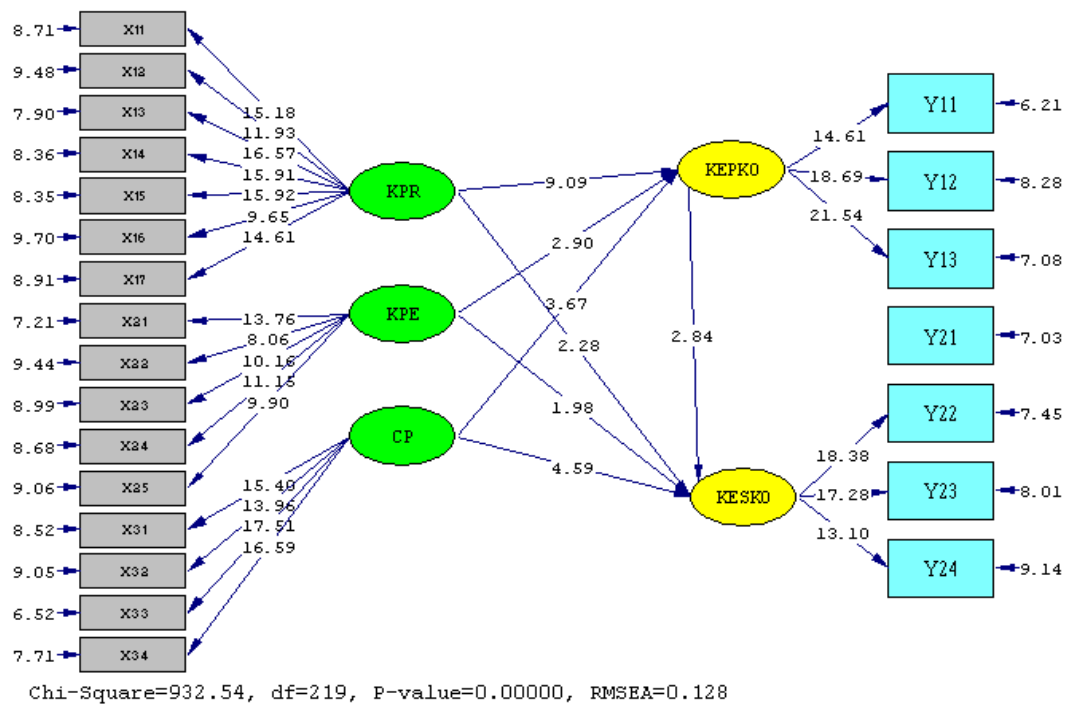 8.71 X11
9.48 X12
7.90 X13
8.36 X14
8.35 X15
9.70 X16
8.91 X17
7.21 X21
9.44 X22
8.99 X23
8.68 X24
9.06 X25
8.52 X31
9.05 X32
6.52 X33
7.71 X34
15.18
11.93
16.57
15.91
15.92
9.65
14.61
13.76
8.06
10.16
11.15
9.90
15.40
13.96
17.51
16.59
KPR
KPE
CP
9.09
2.90
3.67
2.28
1.98
4.59
2.84
KEPKO
KESKO
14.61
18.69
21.54
18.38
17.28
13.10
Y11 6.21
Y12 8.28
Y13 7.08
Y21 7.03
Y22 7.45
Y23 8.01
Y24 9.14
Chi-Square=932.54, df=219, P-value=0.00000, RMSEA=0.128